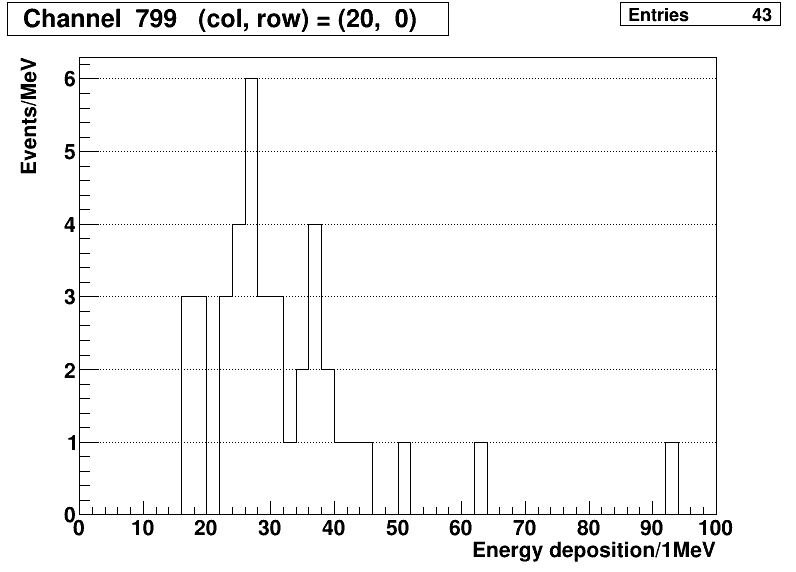 Channel  799   (col, row) = (20,  0)
Entries 43
Events/MeV
6
5
4
3
2
1
0
0 10 20 30 40 50 60 70 80 90 100
Energy deposition/1MeV